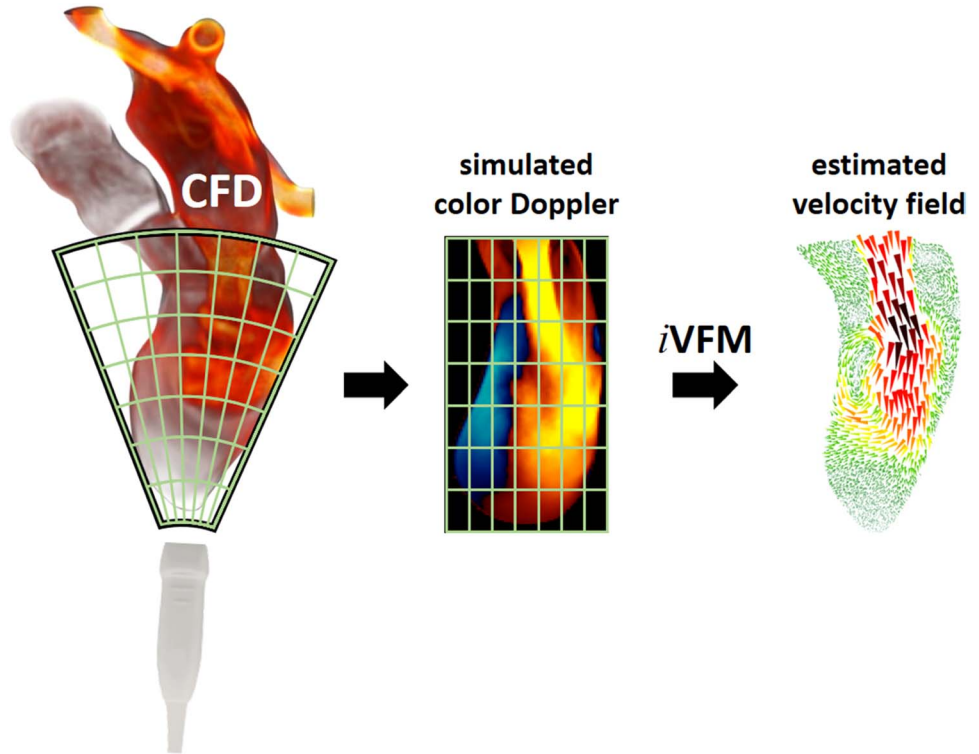 CFD
simulated
color Doppler
iVFM
estimated
velocity field